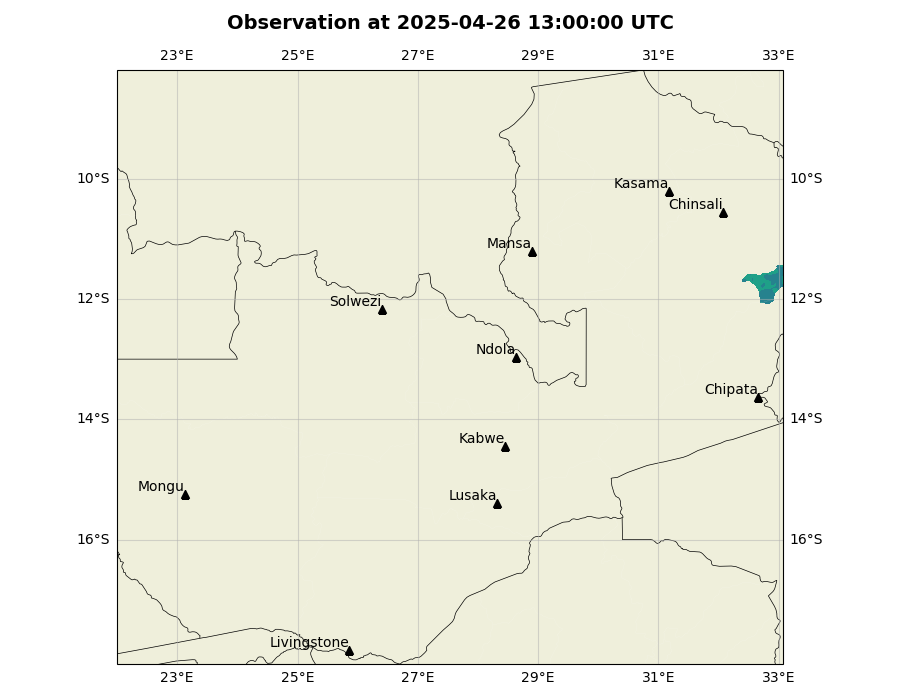 Observation at 2025-04-26 13:00:00 UTC
23°E 25°E 27°E 29°E 31°E 33°E
10°S 10°S
Kasama
Chinsali
Mansa
12°S 12°S
Solwezi
Ndola
Chipata
14°S 14°S
Kabwe
Mongu
Lusaka
16°S 16°S
Livingstone
23°E 25°E 27°E 29°E 31°E 33°E